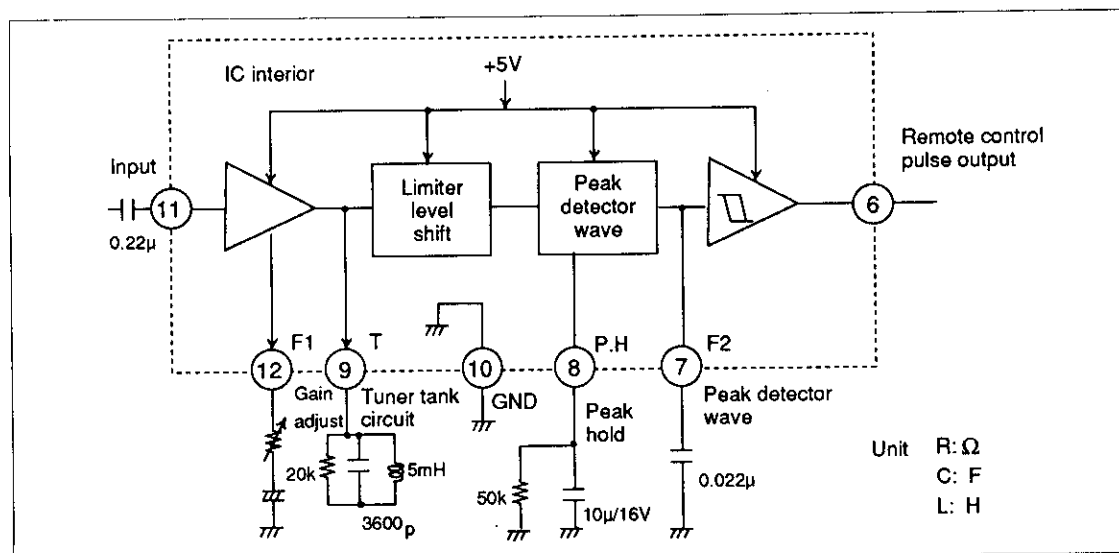 IC interior
+5V
Input
Remote control
pulse output
11
0.22µ
Limiter
level
shift
Peak
detector
wave
6
F1
T
P.H
F2
12
9
10
8
7
Gain
adjust
Tuner tank
circuit
GND
Peak
hold
Peak detector
wave
20k
5mH
3600p
50k
10µ/16V
0.022µ
Unit R: Ω
C: F
L: H